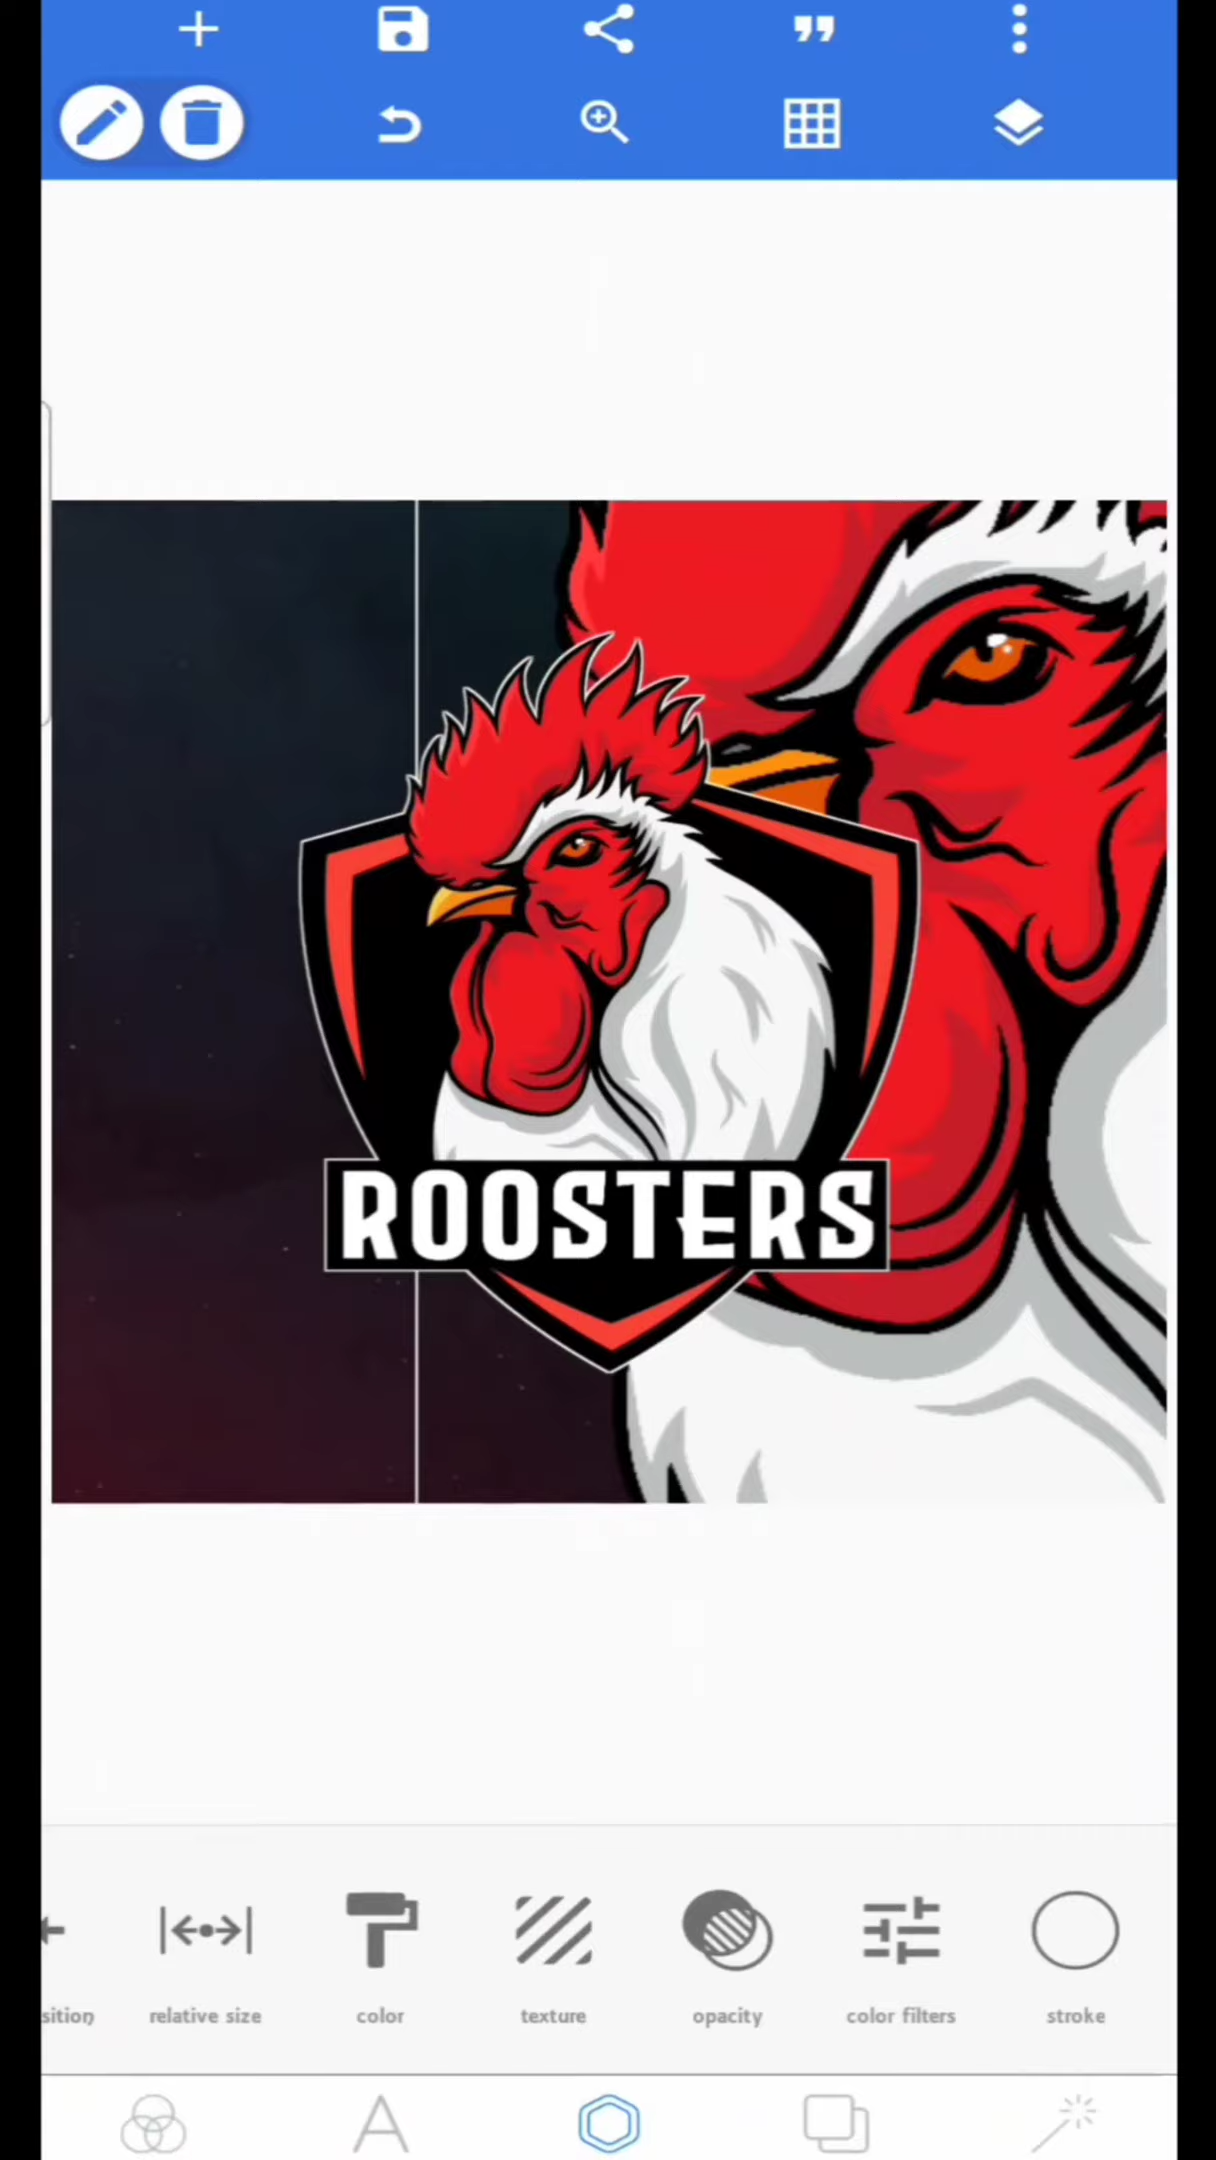 ROOSTERS
sition
relative size
color
texture
opacity
color filters
stroke